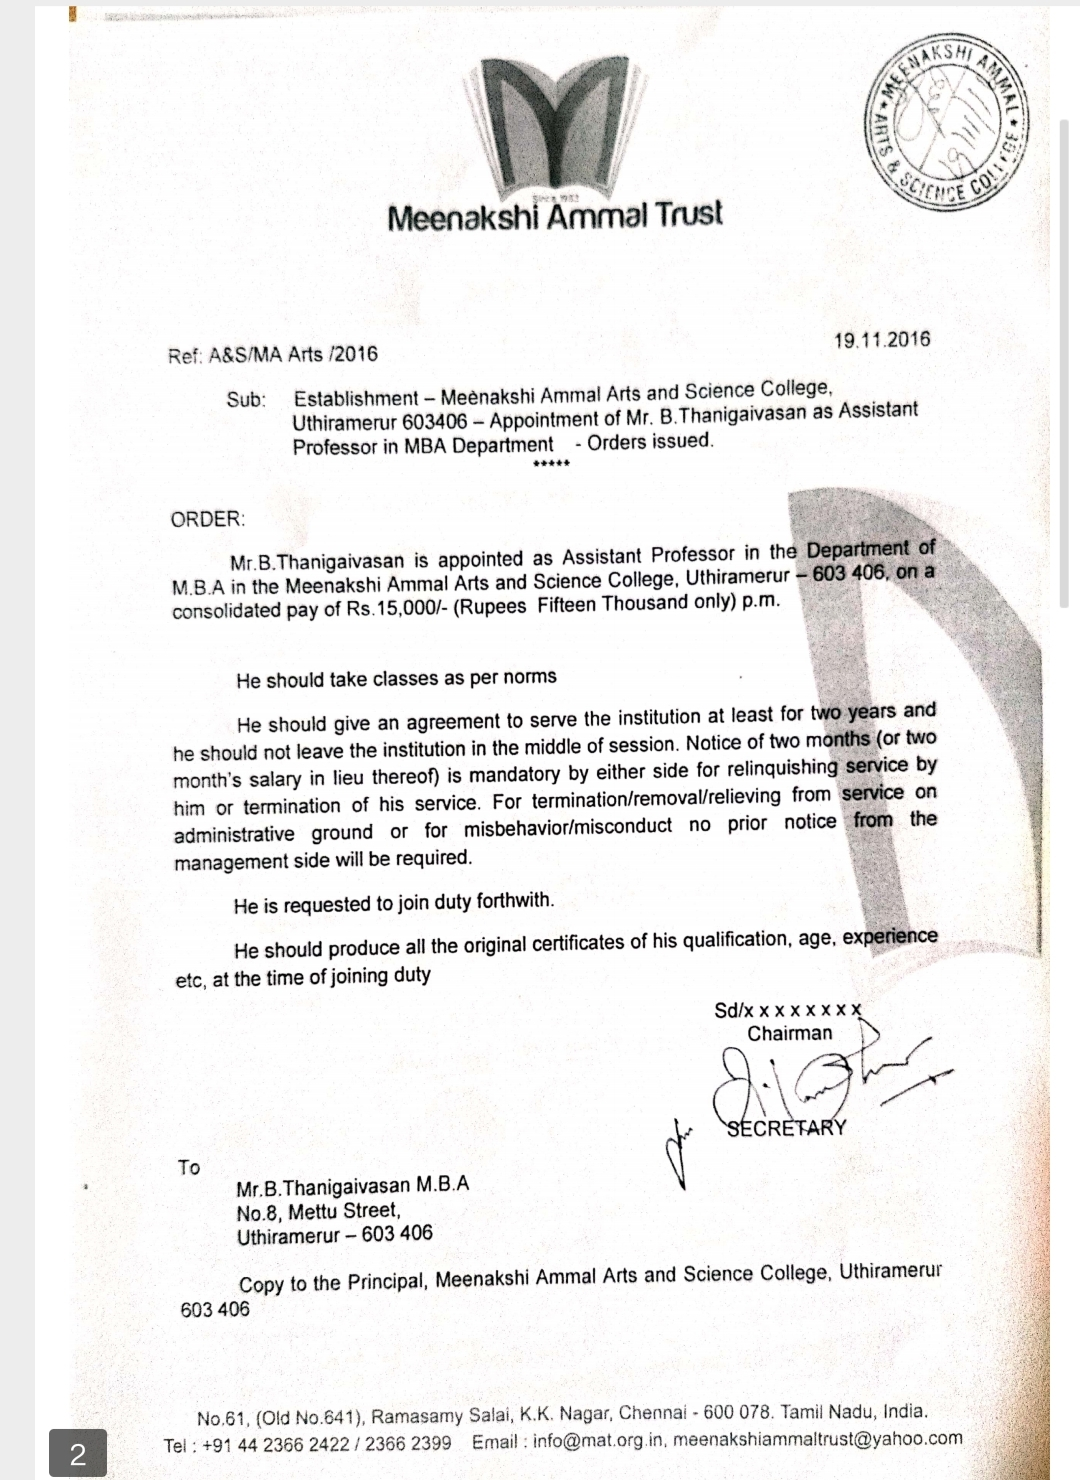 MEENAKSHI AMMAL
ARTS & SCIENCE COLLEGE
Since 1983
Meenakshi Ammal Trust
19.11.2016
Ref: A&S/MA Arts /2016
Sub: Establishment – Meenakshi Ammal Arts and Science College,
Uthiramerur 603406 – Appointment of Mr. B.Thanigaivasan as Assistant
Professor in MBA Department - Orders issued.
*****
ORDER:
Mr.B.Thanigaivasan is appointed as Assistant Professor in the Department of
M.B.A in the Meenakshi Ammal Arts and Science College, Uthiramerur – 603 406, on a
consolidated pay of Rs.15,000/- (Rupees Fifteen Thousand only) p.m.
He should take classes as per norms
He should give an agreement to serve the institution at least for two years and
he should not leave the institution in the middle of session. Notice of two months (or two
month's salary in lieu thereof) is mandatory by either side for relinquishing service by
him or termination of his service. For termination/removal/relieving from service on
administrative ground or for misbehavior/misconduct no prior notice from the
management side will be required.
He is requested to join duty forthwith.
He should produce all the original certificates of his qualification, age, experience
etc, at the time of joining duty
Sd/x x x x x x x x
Chairman
SECRETARY
To
Mr.B.Thanigaivasan M.B.A
No.8, Mettu Street,
Uthiramerur – 603 406
Copy to the Principal, Meenakshi Ammal Arts and Science College, Uthiramerur
603 406
No.61, (Old No.641), Ramasamy Salai, K.K. Nagar, Chennai - 600 078. Tamil Nadu, India.
Tel : +91 44 2366 2422 / 2366 2399 Email : info@mat.org.in, meenakshiammaltrust@yahoo.com
2